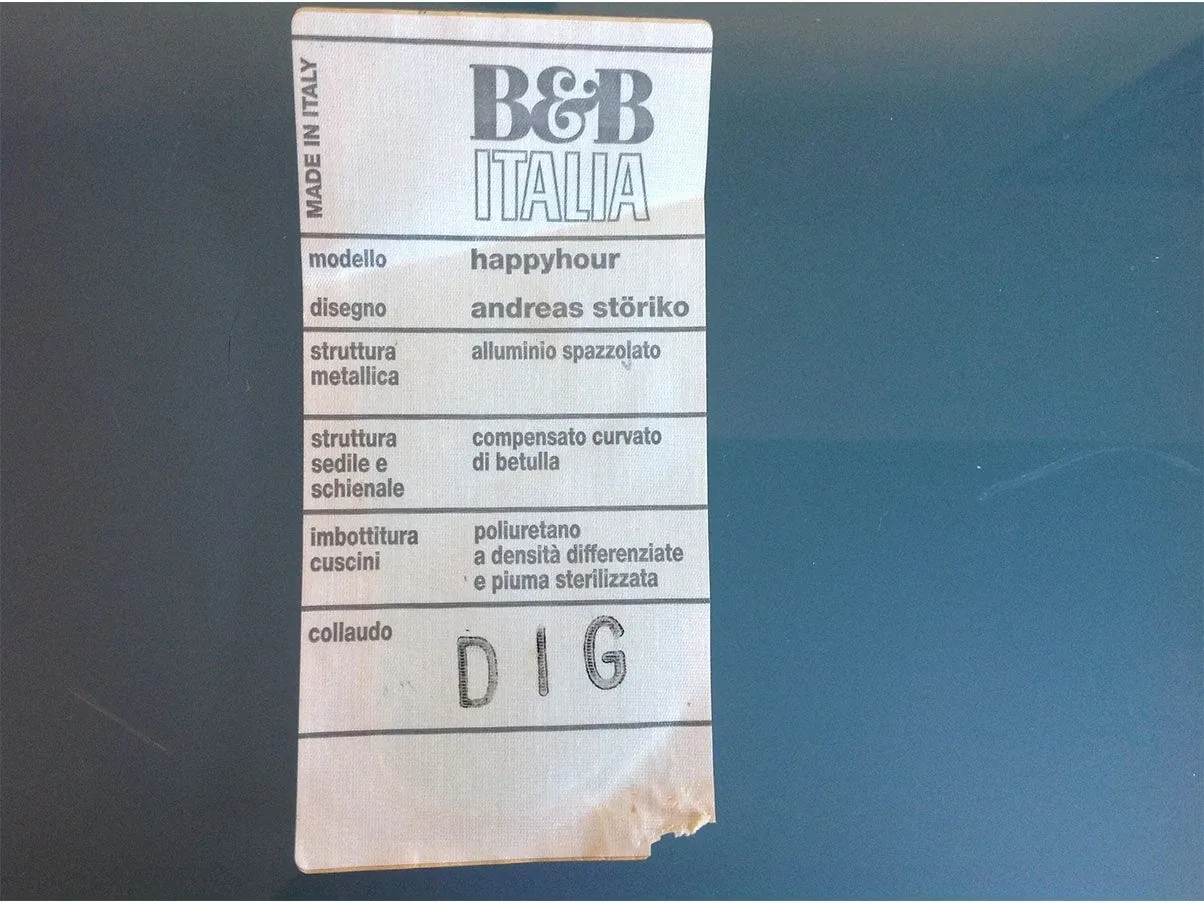 MADE IN ITALY
B&B
ITALIA
modello happyhour
disegno andreas störiko
struttura alluminio spazzolato
metallica
struttura compensato curvato
sedile e di betulla
schienale
imbottitura poliuretano
cuscini a densità differenziate
e piuma sterilizzata
collaudo DIG